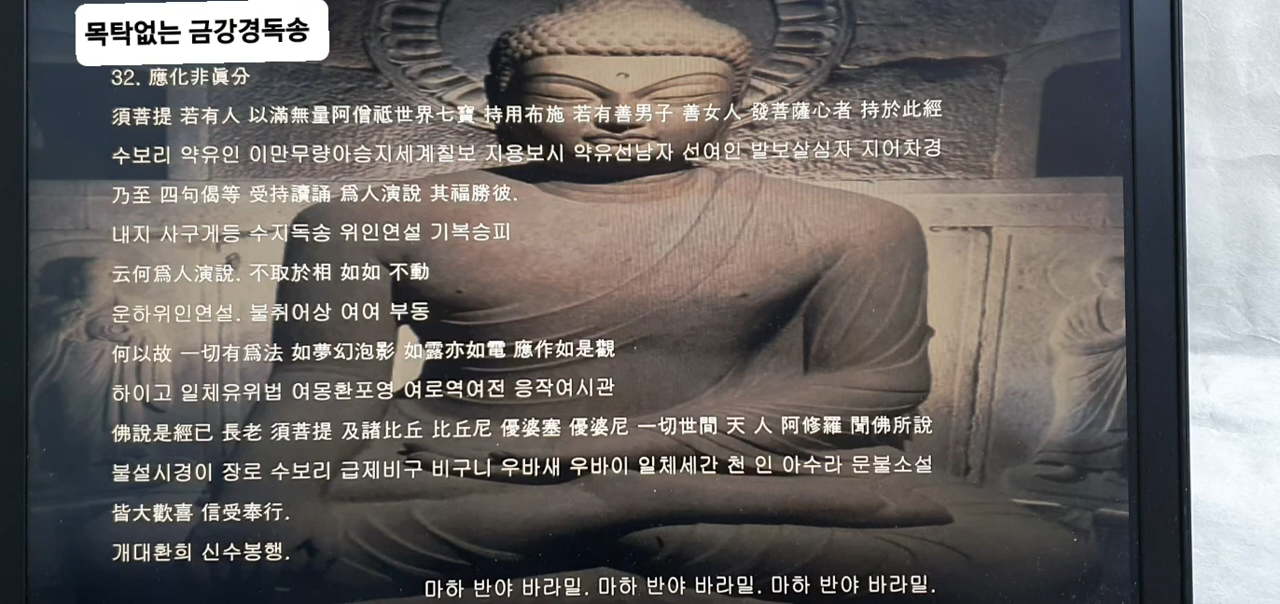 목탁없는 금강경독송
32. 應化非眞分
須菩提 若有人 以滿無量阿僧祗世界七寶 持用布施 若有善男子 善女人 發菩薩心者 持於此經
수보리 약유인 이만무량아승지세계칠보 지용보시 약유선남자 선여인 발보살심자 지어차경
乃至 四句偈等 受持讀誦 爲人演說 其福勝彼.
내지 사구게등 수지독송 위인연설 기복승피
云何爲人演說. 不取於相 如如 不動
운하위인연설. 불취어상 여여 부동
何以故 一切有爲法 如夢幻泡影 如露亦如電 應作如是觀
하이고 일체유위법 여몽환포영 여로역여전 응작여시관
佛說是經已 長老 須菩提 及諸比丘 比丘尼 優婆塞 優婆尼 一切世間 天 人 阿修羅 聞佛所說
불설시경이 장로 수보리 급제비구 비구니 우바새 우바이 일체세간 천 인 아수라 문불소설
皆大歡喜 信受奉行.
개대환희 신수봉행.
마하 반야 바라밀. 마하 반야 바라밀. 마하 반야 바라밀.